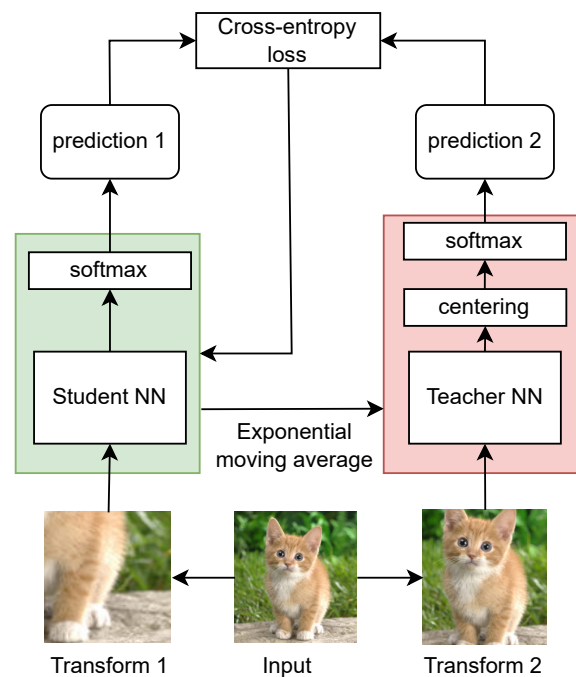 Cross-entropy
loss
prediction 1
prediction 2
softmax
softmax
centering
Student NN
Teacher NN
Exponential
moving average
Transform 1
Input
Transform 2